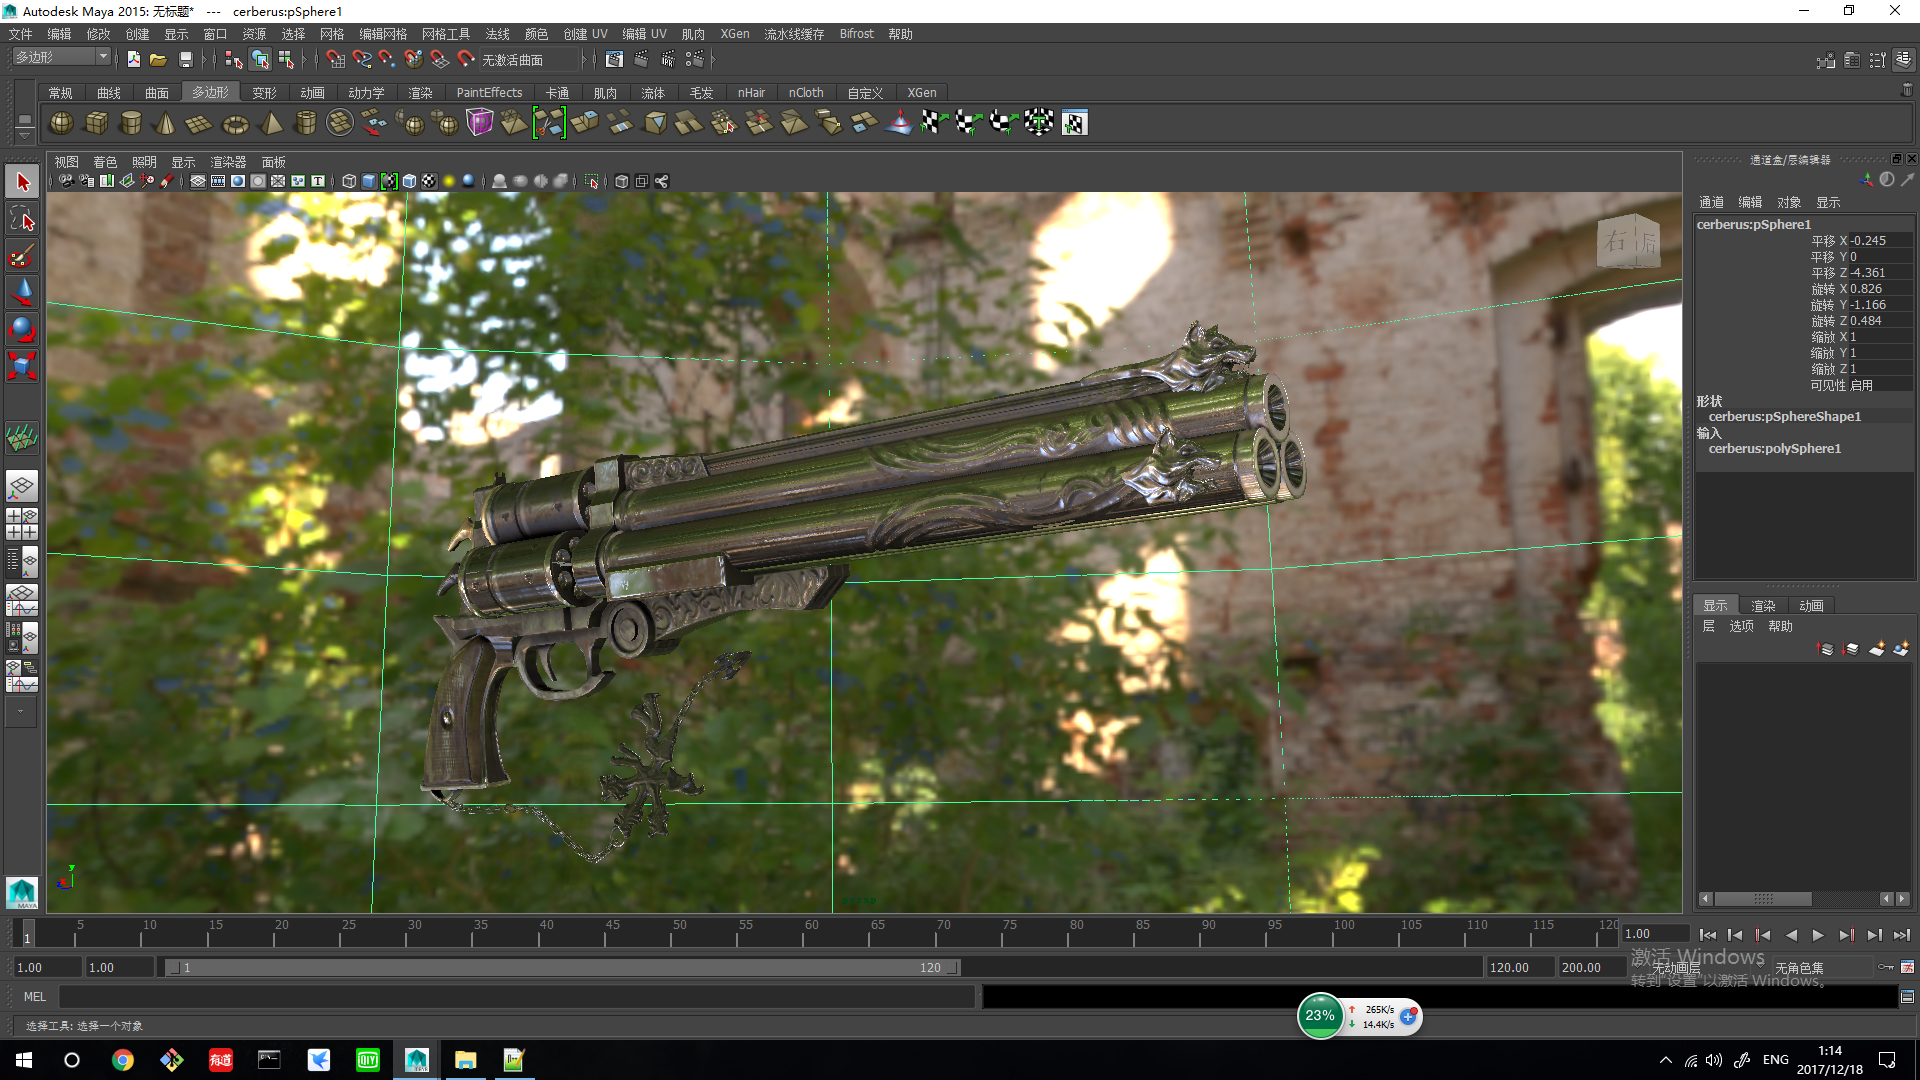 Autodesk Maya 2015: 无标题*   ---   cerberus:pSphere1
文件 编辑 修改 创建 显示 窗口 资源 选择 网格 编辑网格 网格工具 法线 颜色 创建 UV 编辑 UV 肌肉 XGen 流水线缓存 Bifrost 帮助
多边形
无激活曲面
常规 曲线 曲面 多边形 变形 动画 动力学 渲染 PaintEffects 卡通 肌肉 流体 毛发 nHair nCloth 自定义 XGen
视图 着色 照明 显示 渲染器 面板
通道盒/层编辑器
通道 编辑 对象 显示
cerberus:pSphere1
平移 X -0.245
平移 Y 0
平移 Z -4.361
旋转 X 0.826
旋转 Y -1.166
旋转 Z 0.484
缩放 X 1
缩放 Y 1
缩放 Z 1
可见性 启用
形状
cerberus:pSphereShape1
输入
cerberus:polySphere1
右 后
显示 渲染 动画
层 选项 帮助
MAYA
y
1 5 10 15 20 25 30 35 40 45 50 55 60 65 70 75 80 85 90 95 100 105 110 115 120
1.00
1.00 1.00 1 120 120.00 200.00 无动画层 无角色集
激活 Windows
转到"设置"以激活 Windows。
MEL
选择工具: 选择一个对象
23% 265K/s
14.4K/s
有道
QIY
ENG
1:14
2017/12/18